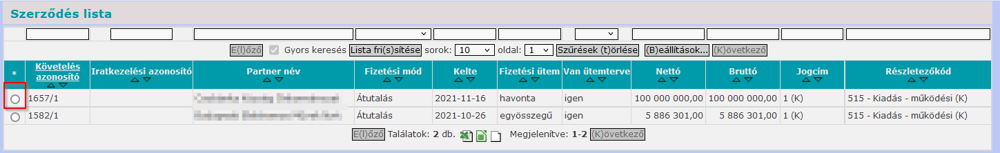 Szerződés lista
E(l)őző Gyors keresés Lista fri(s)sítése sorok: 10 oldal: 1 Szűrések (t)örlése (B)eállítások... (K)övetkező
* Követelés azonosító Iratkezelési azonosító Partner név Fizetési mód Kelte Fizetési ütem Van ütemterve Nettó Bruttó Jogcím Részletezőkód
1657/1 Átutalás 2021-11-16 havonta igen 100 000 000,00 100 000 000,00 1 (K) 515 - Kiadás - működési (K)
1582/1 Átutalás 2021-10-26 egyösszegű igen 5 886 301,00 5 886 301,00 1 (K) 515 - Kiadás - működési (K)
E(l)őző Találatok: 2 db. Megjelenítve: 1-2 (K)övetkező